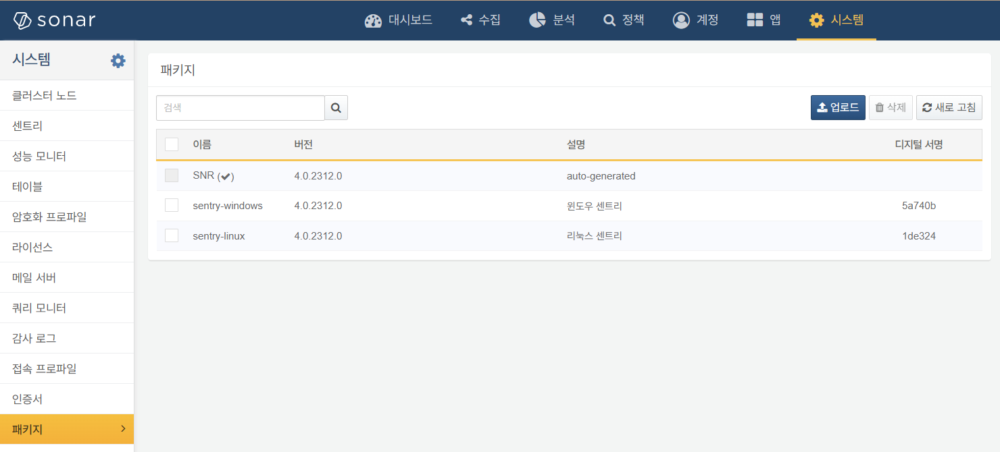 sonar
대시보드 수집 분석 정책 계정 앱 시스템
시스템
클러스터 노드
센트리
성능 모니터
테이블
암호화 프로파일
라이선스
메일 서버
쿼리 모니터
감사 로그
접속 프로파일
인증서
패키지
패키지
검색 업로드 삭제 새로 고침
이름 버전 설명 디지털 서명
SNR (✔) 4.0.2312.0 auto-generated
sentry-windows 4.0.2312.0 윈도우 센트리 5a740b
sentry-linux 4.0.2312.0 리눅스 센트리 1de324